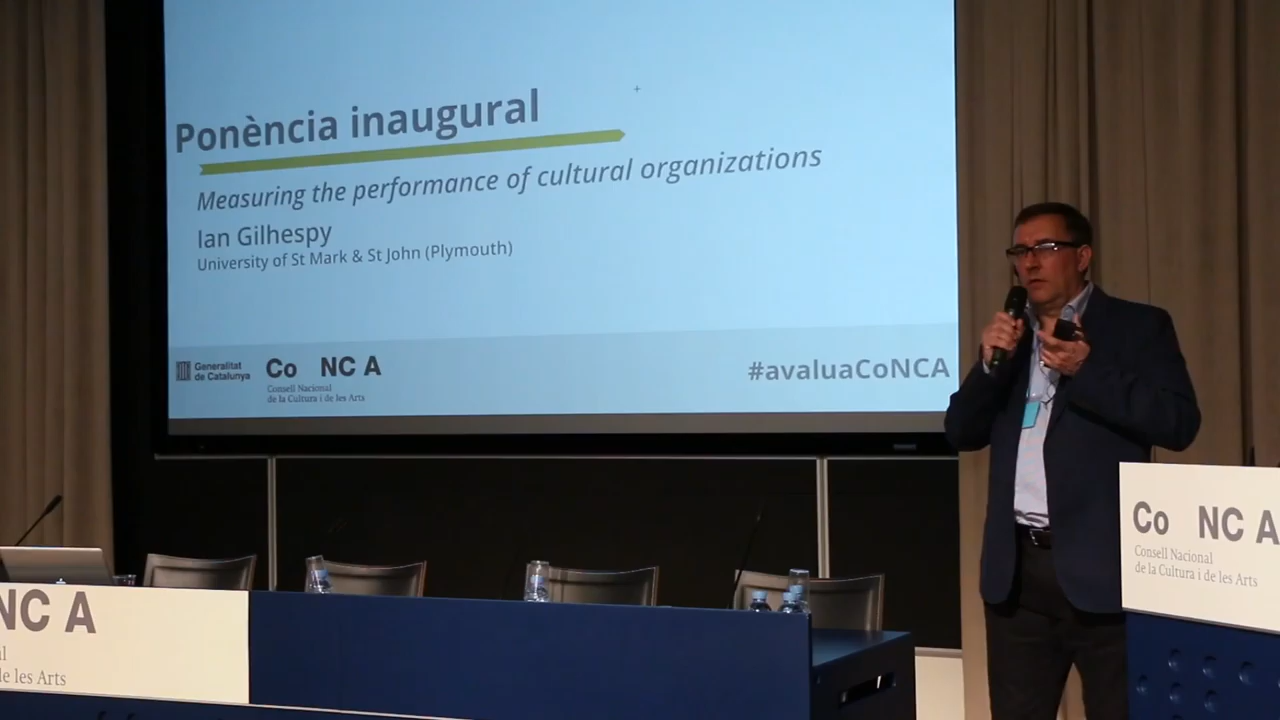 Ponència inaugural
Measuring the performance of cultural organizations
Ian Gilhespy
University of St Mark & St John (Plymouth)
Generalitat
de Catalunya
Co NC A
Consell Nacional
de la Cultura i de les Arts
#avaluaCoNCA
Co NC A
Consell Nacional
de la Cultura i de les Arts
NC A
al
de les Arts